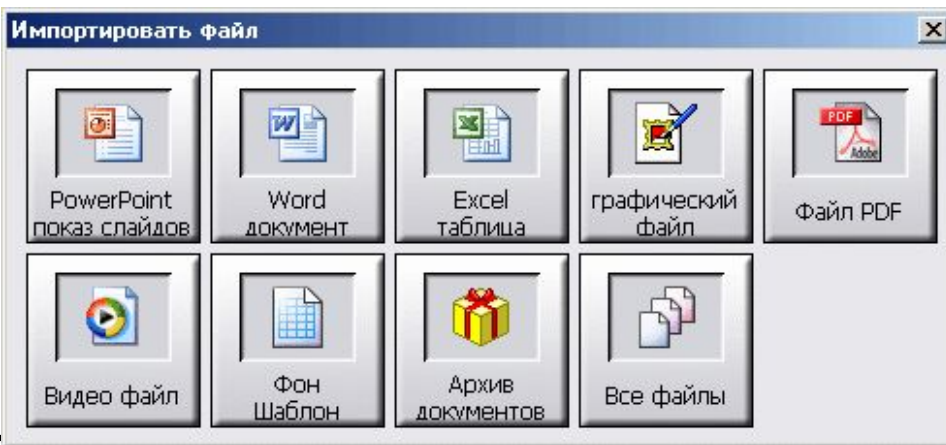 Импортировать файл
PowerPoint
показ слайдов
Word
документ
Excel
таблица
графический
файл
PDF
Adobe
Файл PDF
Видео файл
Фон
Шаблон
Архив
документов
Все файлы